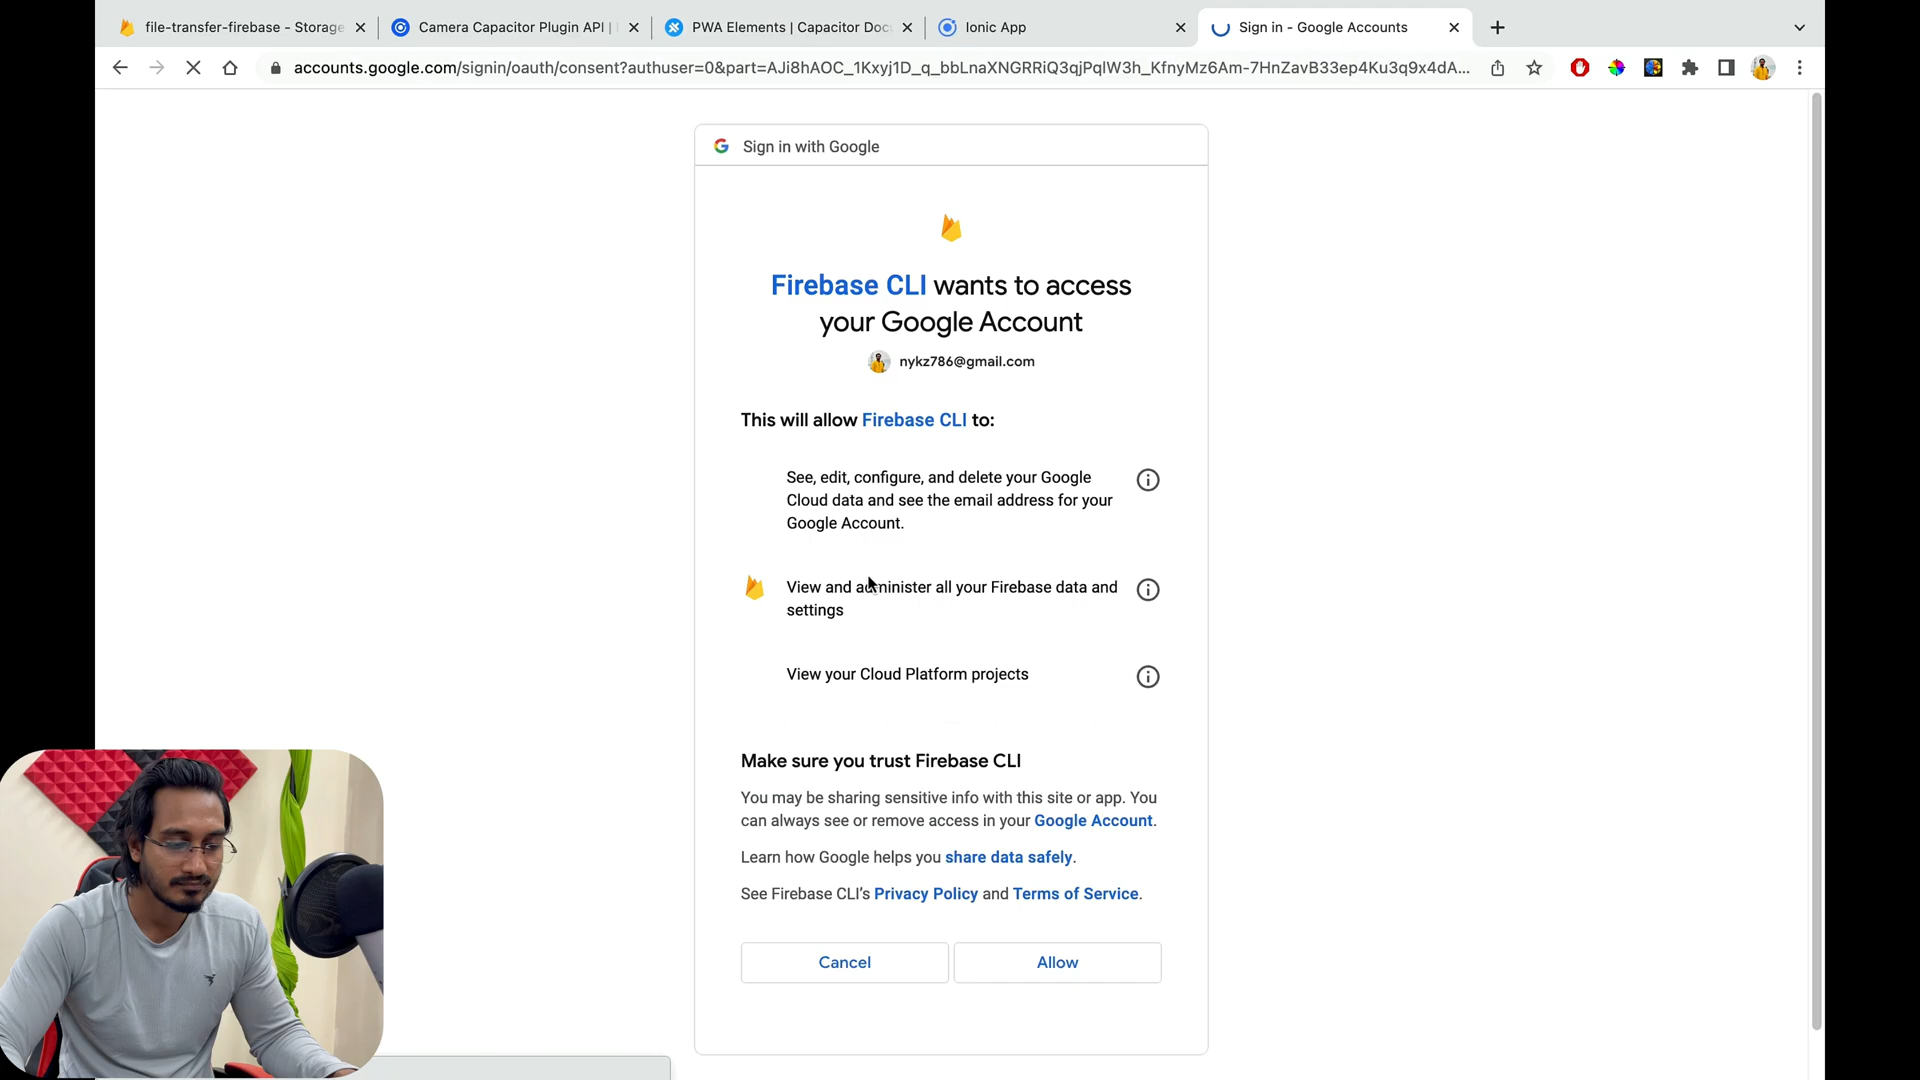 file-transfer-firebase - Storage
Camera Capacitor Plugin API |
PWA Elements | Capacitor Doc
Ionic App
Sign in - Google Accounts
accounts.google.com/signin/oauth/consent?authuser=0&part=AJi8hAOC_1Kxyj1D_q_bbLnaXNGRRiQ3qjPqlW3h_KfnyMz6Am-7HnZavB33ep4Ku3q9x4dA...
Sign in with Google
Firebase CLI wants to access
your Google Account
nykz786@gmail.com
This will allow Firebase CLI to:
See, edit, configure, and delete your Google
Cloud data and see the email address for your
Google Account.
View and administer all your Firebase data and
settings
View your Cloud Platform projects
Make sure you trust Firebase CLI
You may be sharing sensitive info with this site or app. You
can always see or remove access in your Google Account.
Learn how Google helps you share data safely.
See Firebase CLI's Privacy Policy and Terms of Service.
Cancel
Allow